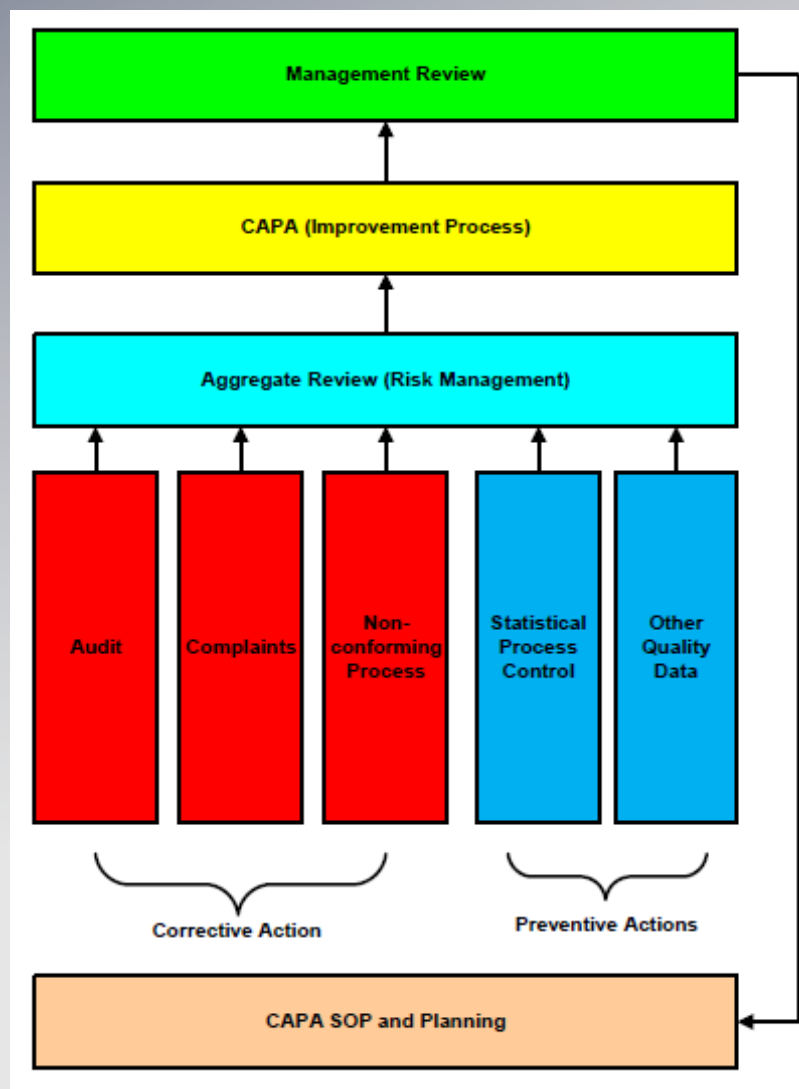 Management Review
CAPA (Improvement Process)
Aggregate Review (Risk Management)
Audit
Complaints
Non-
conforming
Process
Statistical
Process
Control
Other
Quality
Data
Corrective Action
Preventive Actions
CAPA SOP and Planning